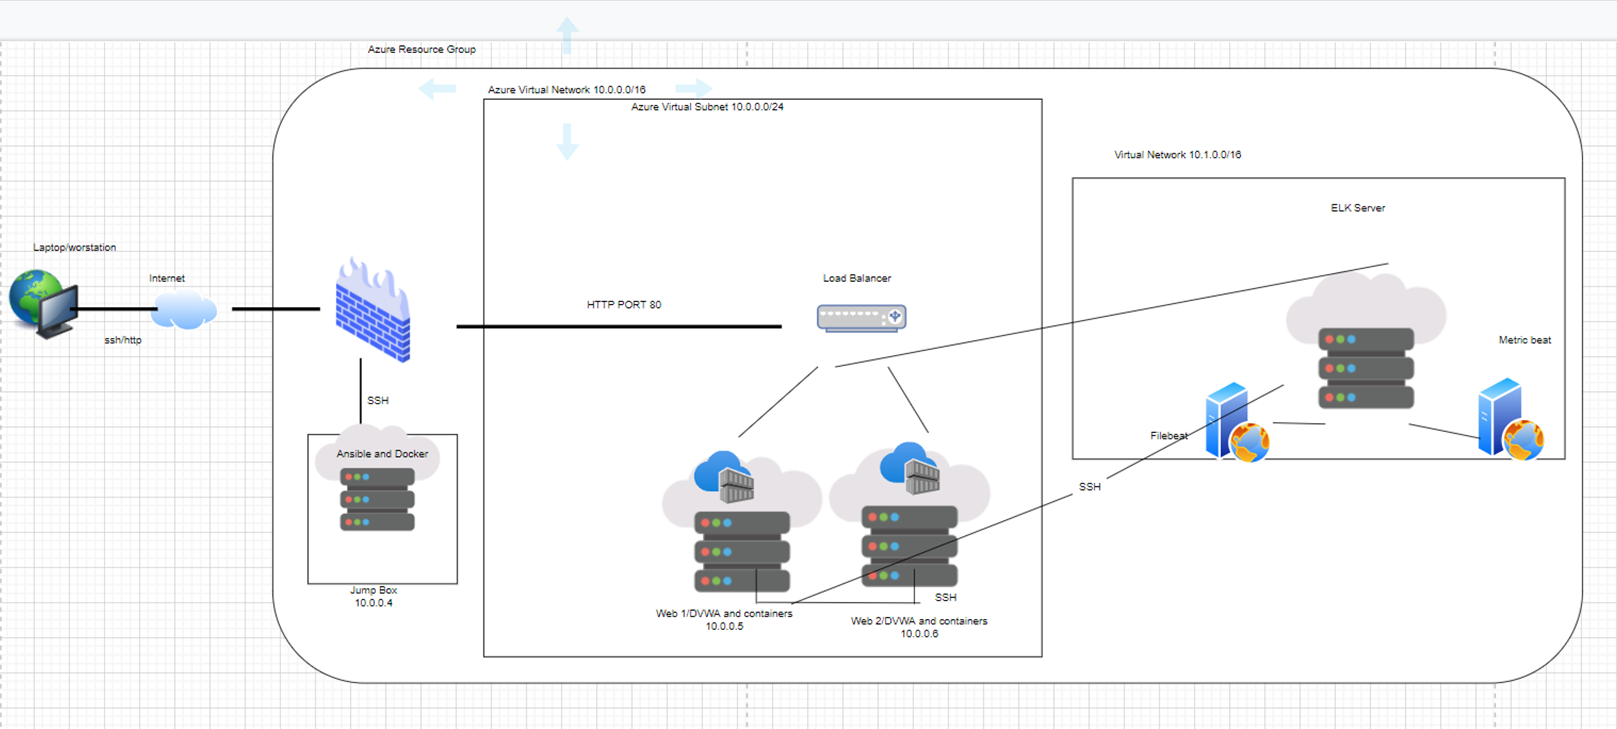 Azure Resource Group
Azure Virtual Network 10.0.0.0/16
Azure Virtual Subnet 10.0.0.0/24
Virtual Network 10.1.0.0/16
ELK Server
Laptop/worstation
Internet
ssh/http
HTTP PORT 80
Load Balancer
Metric beat
SSH
Filebeat
Ansible and Docker
SSH
Jump Box
10.0.0.4
SSH
Web 1/DVWA and containers
10.0.0.5
Web 2/DVWA and containers
10.0.0.6